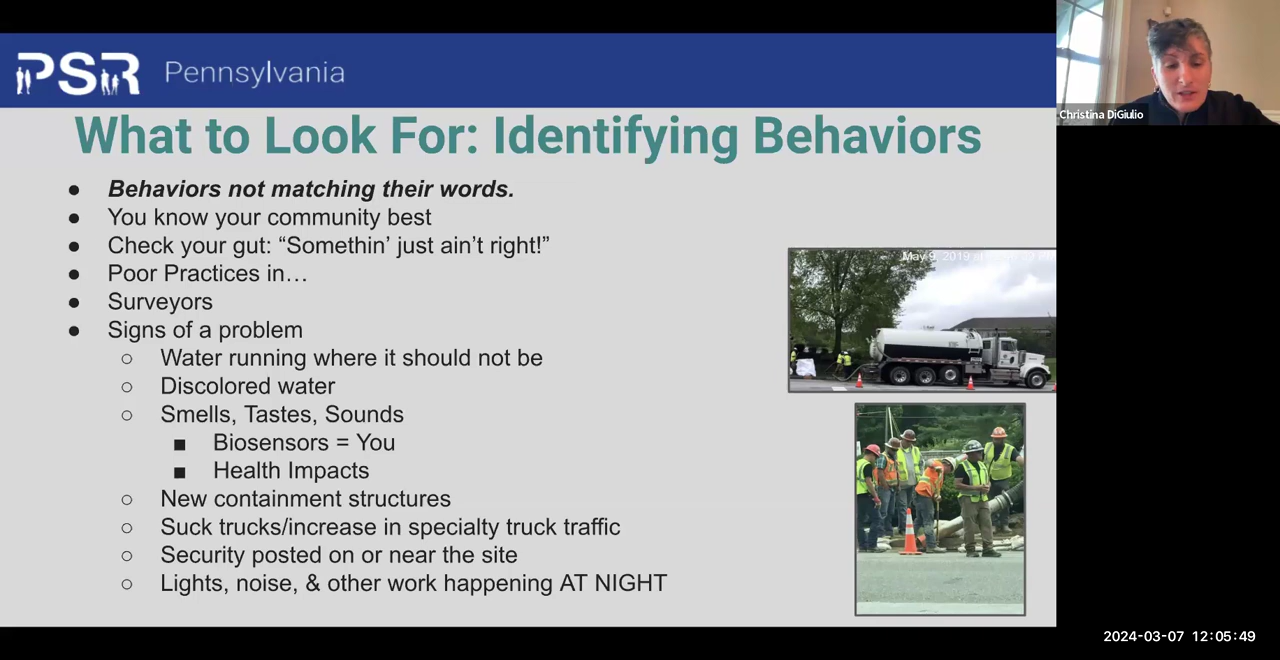 PSR Pennsylvania
What to Look For: Identifying Behaviors
Behaviors not matching their words.
You know your community best
Check your gut: “Somethin’ just ain’t right!”
Poor Practices in…
Surveyors
Signs of a problem
Water running where it should not be
Discolored water
Smells, Tastes, Sounds
Biosensors = You
Health Impacts
New containment structures
Suck trucks/increase in specialty truck traffic
Security posted on or near the site
Lights, noise, & other work happening AT NIGHT
May 9, 2019
Christina DiGiulio
2024-03-07 12:05:49